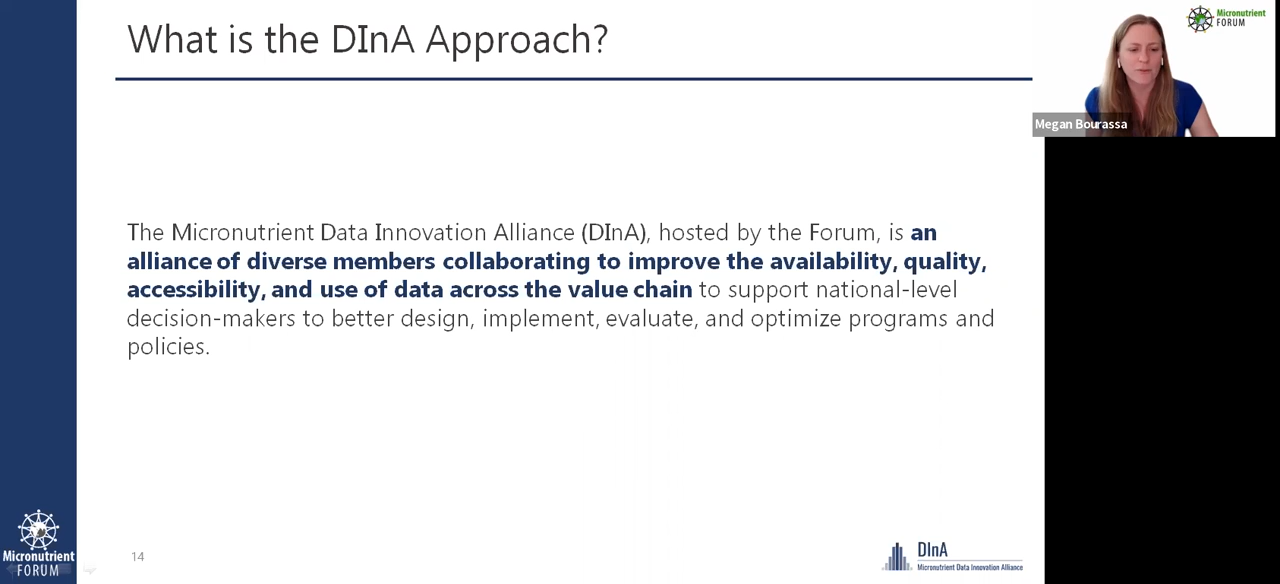 What is the DInA Approach?
Micronutrient
FORUM
Megan Bourassa
The Micronutrient Data Innovation Alliance (DInA), hosted by the Forum, is an
alliance of diverse members collaborating to improve the availability, quality,
accessibility, and use of data across the value chain to support national-level
decision-makers to better design, implement, evaluate, and optimize programs and
policies.
Micronutrient
FORUM
14
DInA
Micronutrient Data Innovation Alliance